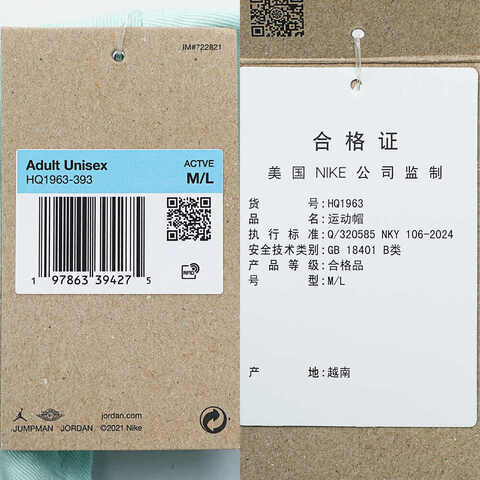 IM#722821
Adult Unisex
HQ1963-393
ACTVE
M/L
RFID
1 97863 39427 5
JUMPMAN JORDAN
jordan.com
©2021 Nike
合格证
美国 NIKE 公司监制
货 号:HQ1963
品 名:运动帽
执行标准:Q/320585 NKY 106-2024
安全技术类别:GB 18401 B类
产品等级:合格品
号 型:M/L
产 地:越南